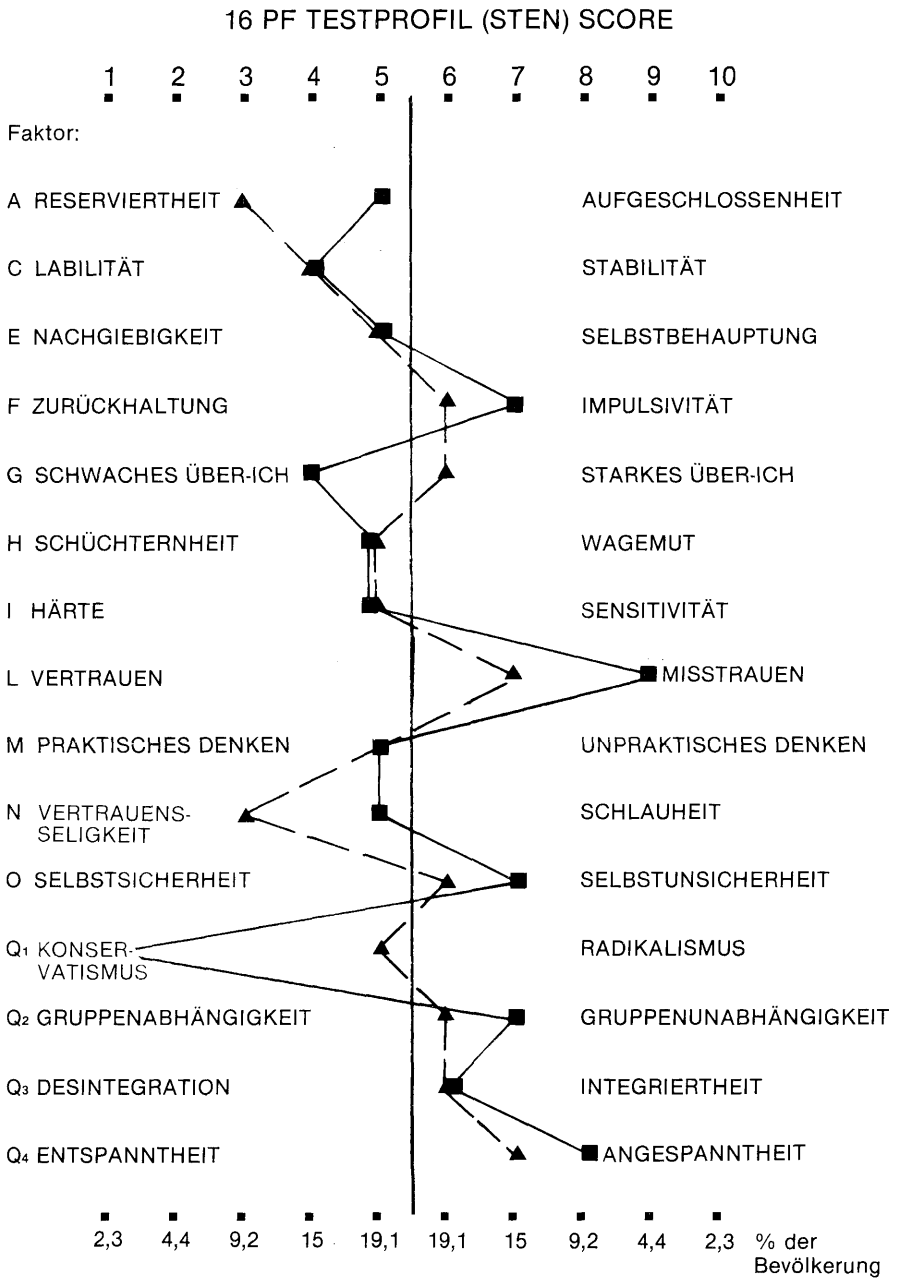 16 PF TESTPROFIL (STEN) SCORE
1 2 3 4 5 6 7 8 9 10
Faktor:
A RESERVIERTHEIT AUFGESCHLOSSENHEIT
C LABILITÄT STABILITÄT
E NACHGIEBIGKEIT SELBSTBEHAUPTUNG
F ZURÜCKHALTUNG IMPULSIVITÄT
G SCHWACHES ÜBER-ICH STARKES ÜBER-ICH
H SCHÜCHTERNHEIT WAGEMUT
I HÄRTE SENSITIVITÄT
L VERTRAUEN MISSTRAUEN
M PRAKTISCHES DENKEN UNPRAKTISCHES DENKEN
N VERTRAUENS- SCHLAUHEIT
SELIGKEIT
O SELBSTSICHERHEIT SELBSTUNSICHERHEIT
Q1 KONSER- RADIKALISMUS
VATISMUS
Q2 GRUPPENABHÄNGIGKEIT GRUPPENUNABHÄNGIGKEIT
Q3 DESINTEGRATION INTEGRIERTHEIT
Q4 ENTSPANNTHEIT ANGESPANNTHEIT
2,3 4,4 9,2 15 19,1 19,1 15 9,2 4,4 2,3 % der
Bevölkerung